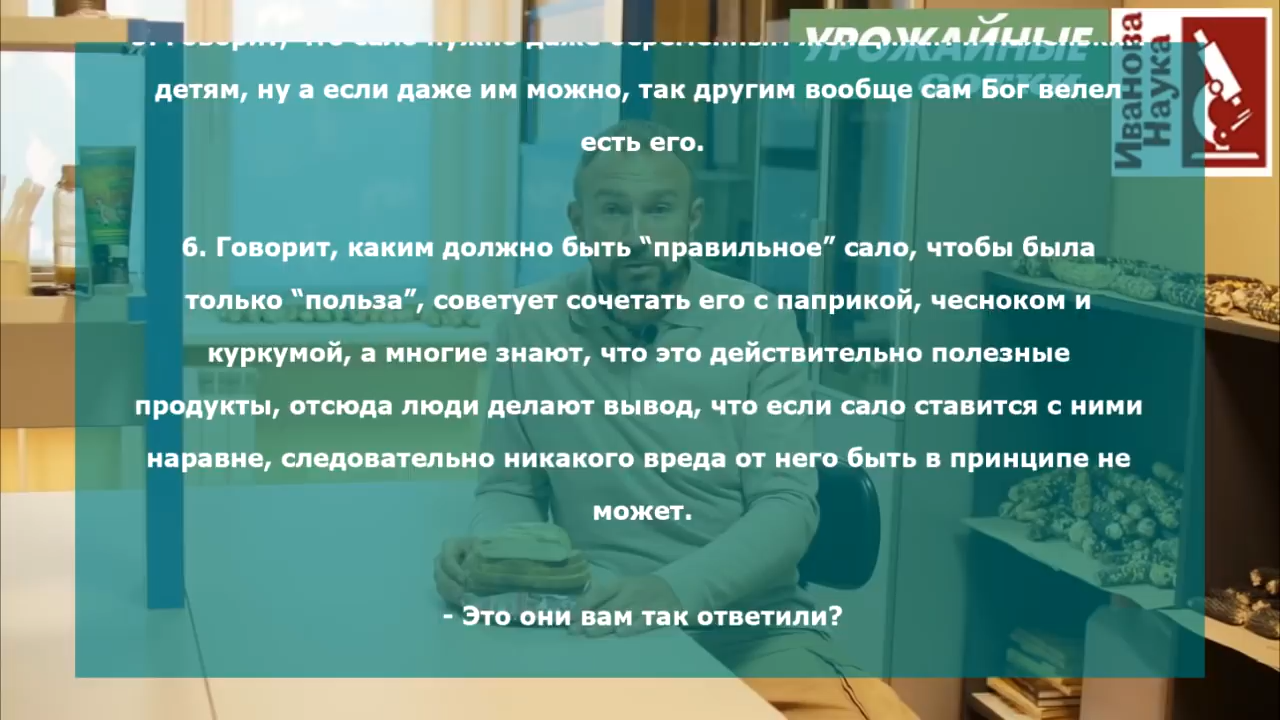 детям, ну а если даже им можно, так другим вообще сам Бог велел
есть его.
6. Говорит, каким должно быть “правильное” сало, чтобы была
только “польза”, советует сочетать его с паприкой, чесноком и
куркумой, а многие знают, что это действительно полезные
продукты, отсюда люди делают вывод, что если сало ставится с ними
наравне, следовательно никакого вреда от него быть в принципе не
может.
- Это они вам так ответили?
УРОЖАЙНЫЕ
Иванова
Наука